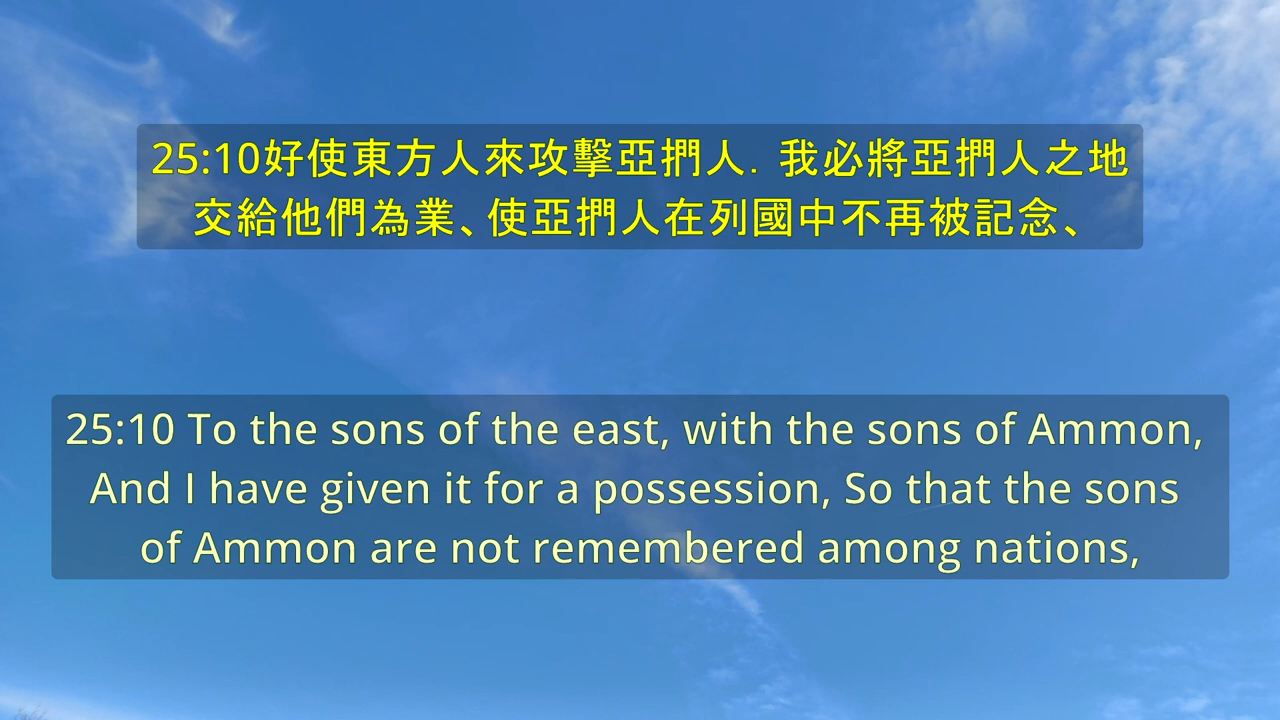 25:10好使東方人來攻擊亞捫人．我必將亞捫人之地
交給他們為業、使亞捫人在列國中不再被記念、
25:10 To the sons of the east, with the sons of Ammon,
And I have given it for a possession, So that the sons
of Ammon are not remembered among nations,